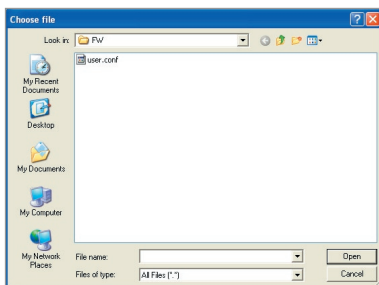 Choose file
Look in: FW
user.conf
My Recent
Documents
Desktop
My Documents
My Computer
My Network
Places
File name:
Open
Files of type: All Files (*.*)
Cancel